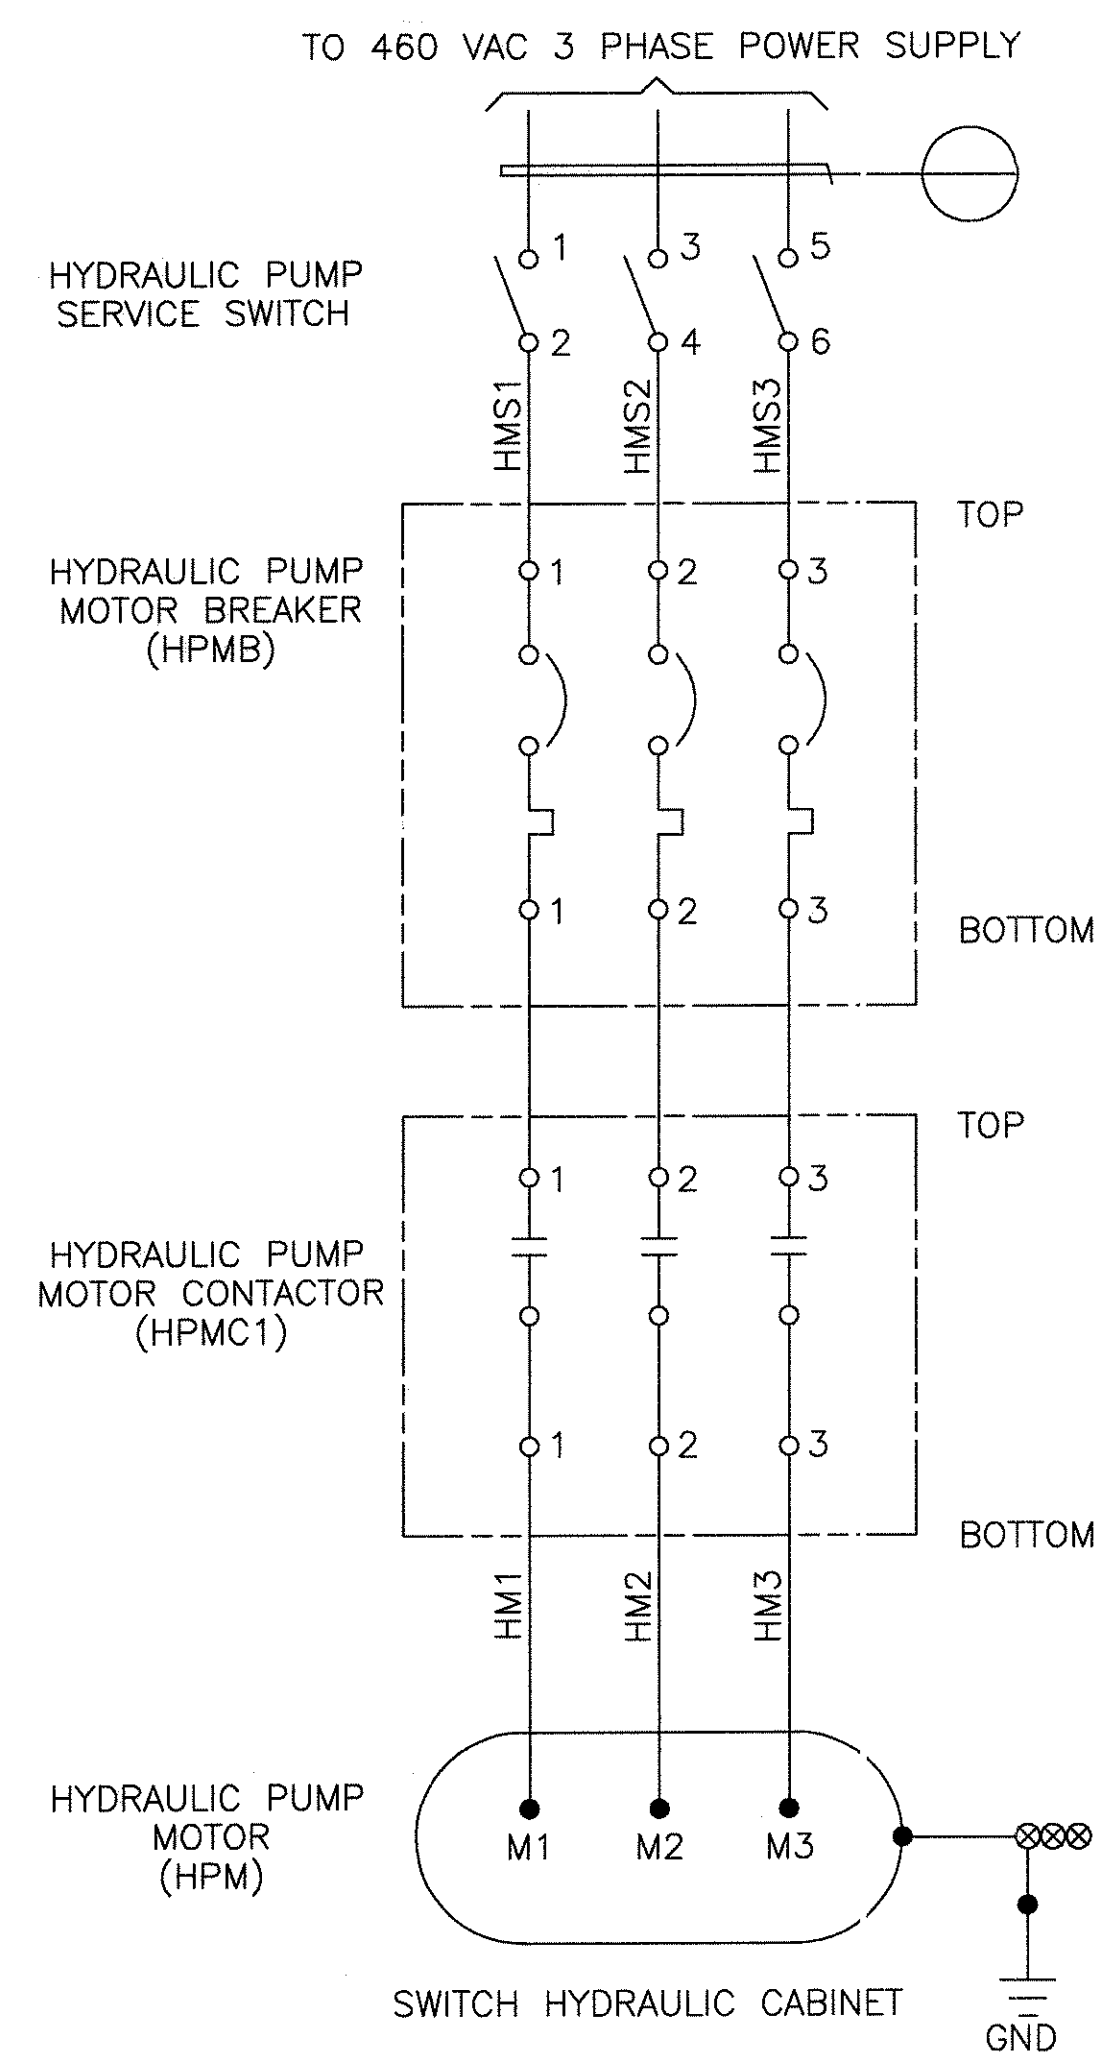 TO 460 VAC 3 PHASE POWER SUPPLY
1 3 5
HYDRAULIC PUMP
SERVICE SWITCH
2 4 6
HMS1 HMS2 HMS3
TOP
HYDRAULIC PUMP
MOTOR BREAKER
(HPMB)
1 2 3
1 2 3
BOTTOM
TOP
1 2 3
HYDRAULIC PUMP
MOTOR CONTACTOR
(HPMC1)
1 2 3
BOTTOM
HM1 HM2 HM3
HYDRAULIC PUMP
MOTOR
(HPM)
M1 M2 M3
SWITCH HYDRAULIC CABINET
GND